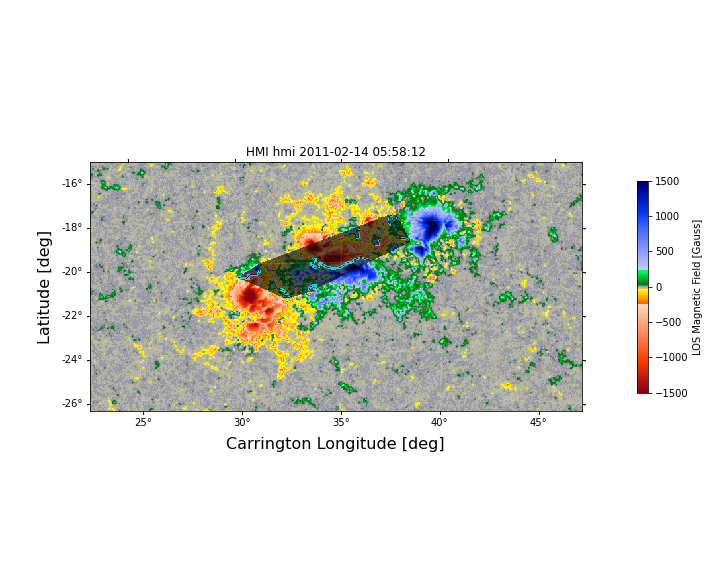 HMI hmi 2011-02-14 05:58:12
-16°
-18°
-20°
-22°
-24°
-26°
Latitude [deg]
25° 30° 35° 40° 45°
Carrington Longitude [deg]
1500
1000
500
0
−500
−1000
−1500
LOS Magnetic Field [Gauss]